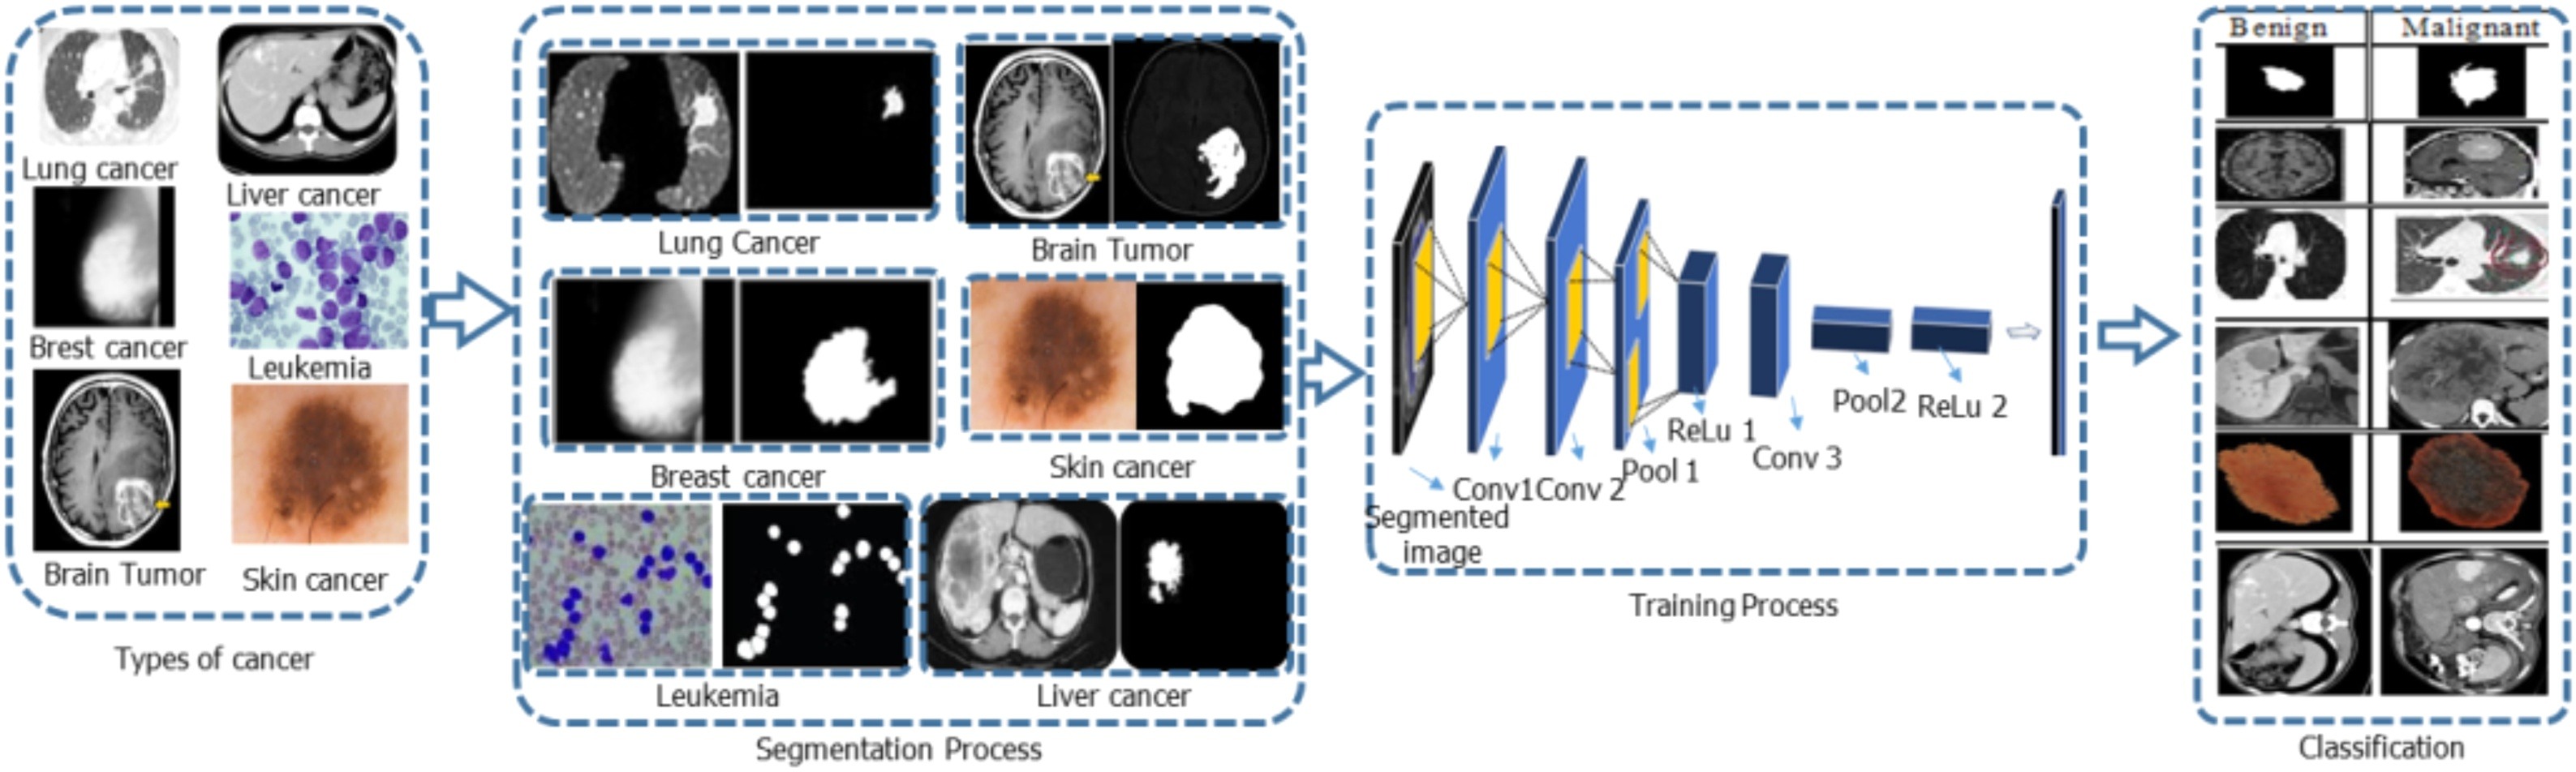 Lung cancer
Liver cancer
Brest cancer
Leukemia
Brain Tumor
Skin cancer
Types of cancer
Lung Cancer
Brain Tumor
Breast cancer
Skin cancer
Leukemia
Liver cancer
Segmentation Process
Segmented
image
Conv1
Conv 2
Pool 1
ReLu 1
Conv 3
Pool2
ReLu 2
Training Process
Benign
Malignant
Classification